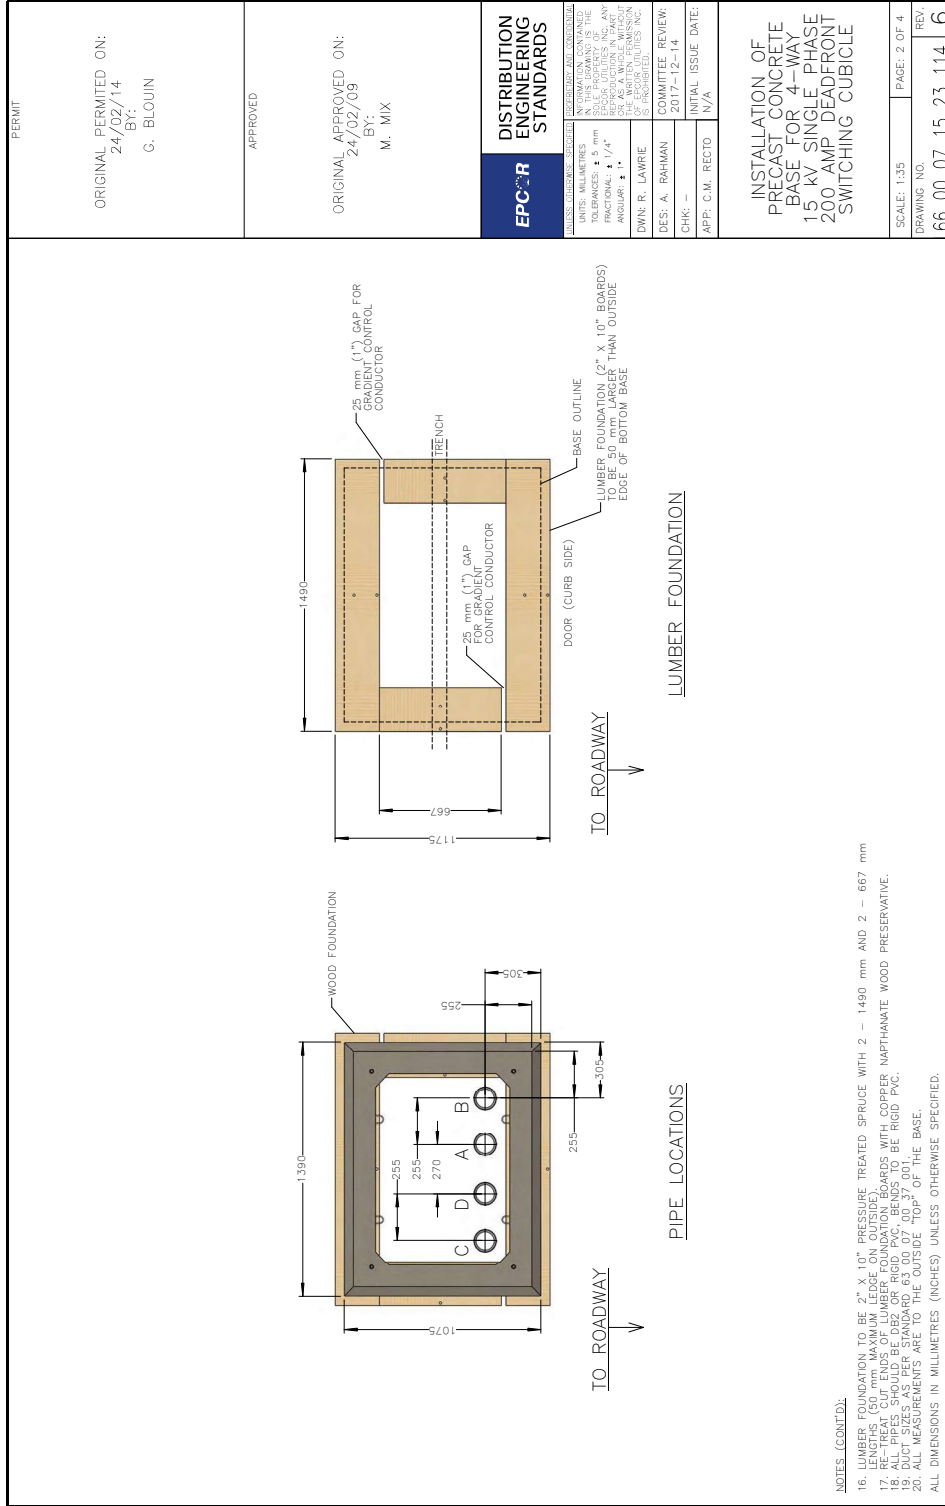 PERMIT
ORIGINAL PERMITED ON:
24/02/14
BY:
G. BLOUIN
APPROVED
ORIGINAL APPROVED ON:
24/02/09
BY:
M. MIX
EPCOR
DISTRIBUTION
ENGINEERING
STANDARDS
UNLESS OTHERWISE SPECIFIED
UNITS: MILLIMETRES
TOLERANCES: ± 5 mm
FRACTIONAL: ± 1/4"
ANGULAR: ± 1°
PROPRIETARY AND CONFIDENTIAL
INFORMATION CONTAINED
IN THIS DRAWING IS THE
SOLE PROPERTY OF
EPCOR UTILITIES INC. ANY
REPRODUCTION IN PART
OR AS A WHOLE WITHOUT
THE WRITTEN PERMISSION
OF EPCOR UTILITIES INC.
IS PROHIBITED.
DWN: R. LAWRIE
DES: A. RAHMAN
CHK: –
APP: C.M. RECTO
COMMITTEE REVIEW:
2017-12-14
INITIAL ISSUE DATE:
N/A
INSTALLATION OF
PRECAST CONCRETE
BASE FOR 4-WAY
15 kV SINGLE PHASE
200 AMP DEADFRONT
SWITCHING CUBICLE
SCALE: 1:35
PAGE: 2 OF 4
DRAWING NO.
REV.
66 00 07 15 23 114
6
25 mm (1") GAP FOR
GRADIENT CONTROL
CONDUCTOR
TRENCH
1490
25 mm (1") GAP
FOR GRADIENT
CONTROL CONDUCTOR
BASE OUTLINE
LUMBER FOUNDATION (2" X 10" BOARDS)
TO BE 50 mm LARGER THAN OUTSIDE
EDGE OF BOTTOM BASE
DOOR (CURB SIDE)
667
1175
TO ROADWAY
LUMBER FOUNDATION
WOOD FOUNDATION
1390
305
255
255
255
270
C
D
A
B
305
255
1075
TO ROADWAY
PIPE LOCATIONS
NOTES (CONT'D):
16. LUMBER FOUNDATION TO BE 2" X 10" PRESSURE TREATED SPRUCE WITH 2 – 1490 mm AND 2 – 667 mm
LENGTHS (50 mm MAXIMUM LEDGE ON OUTSIDE).
17. RE-TREAT CUT ENDS OF LUMBER FOUNDATION BOARDS WITH COPPER NAPTHANATE WOOD PRESERVATIVE.
18. ALL PIPES SHOULD BE DB2 OR RIGID PVC, BENDS TO BE RIGID PVC.
19. DUCT SIZES AS PER STANDARD 63 00 07 00 37 001.
20. ALL MEASUREMENTS ARE TO THE OUTSIDE "TOP" OF THE BASE.
ALL DIMENSIONS IN MILLIMETRES (INCHES) UNLESS OTHERWISE SPECIFIED.